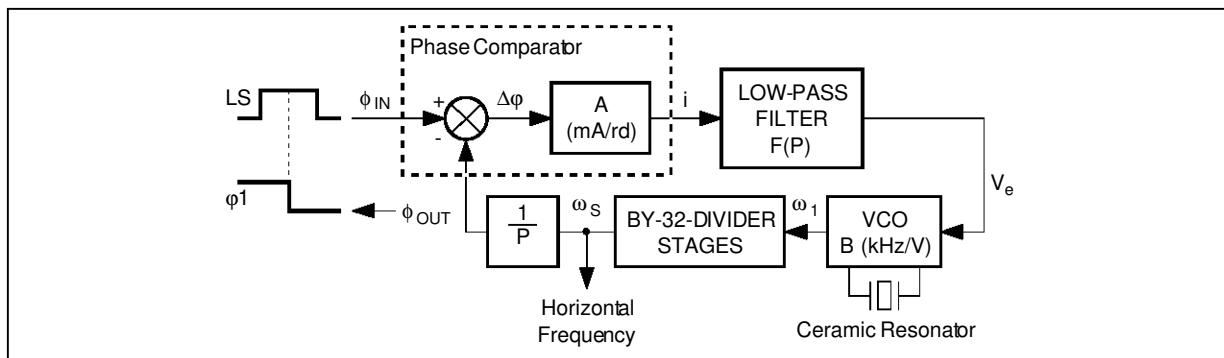 Phase Comparator
LS
ϕIN
+
-
Δφ
A
(mA/rd)
i
LOW-PASS
FILTER
F(P)
Ve
φ1
ϕOUT
1
P
ωS
BY-32-DIVIDER
STAGES
ω1
VCO
B (kHz/V)
Horizontal
Frequency
Ceramic Resonator